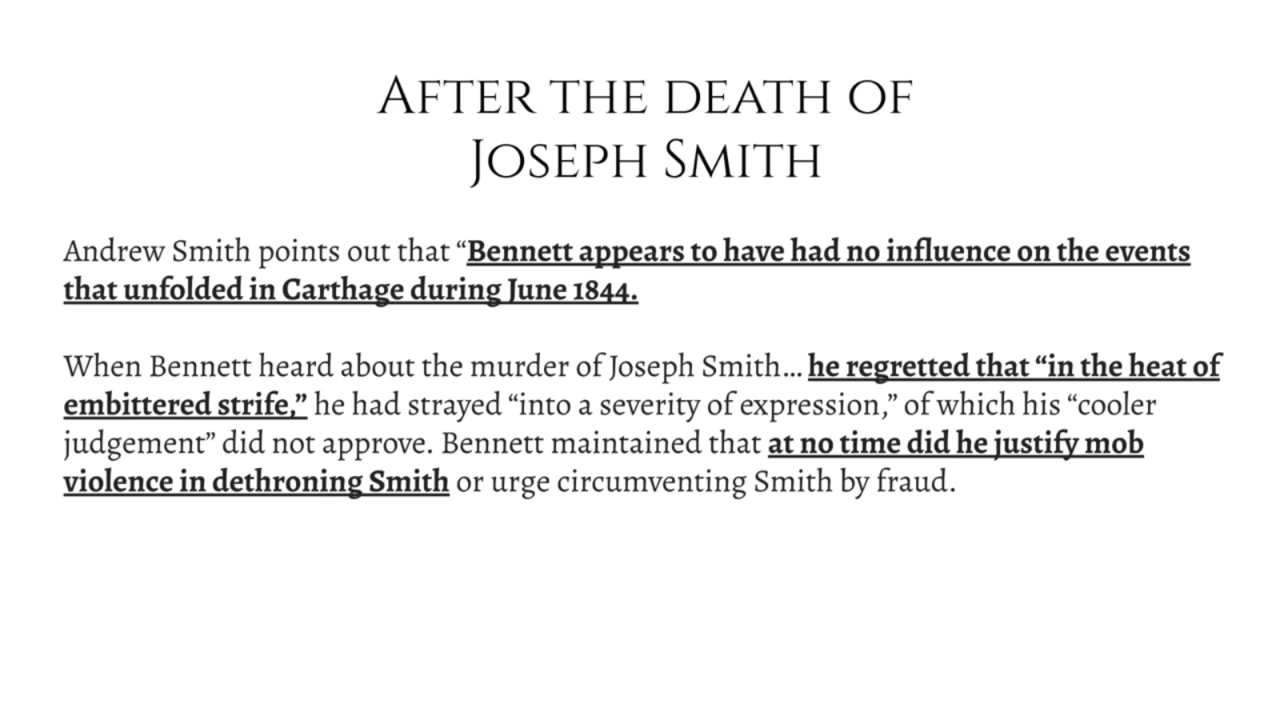 After the death of
Joseph Smith
Andrew Smith points out that “Bennett appears to have had no influence on the events
that unfolded in Carthage during June 1844.
When Bennett heard about the murder of Joseph Smith… he regretted that “in the heat of
embittered strife,” he had strayed “into a severity of expression,” of which his “cooler
judgement” did not approve. Bennett maintained that at no time did he justify mob
violence in dethroning Smith or urge circumventing Smith by fraud.